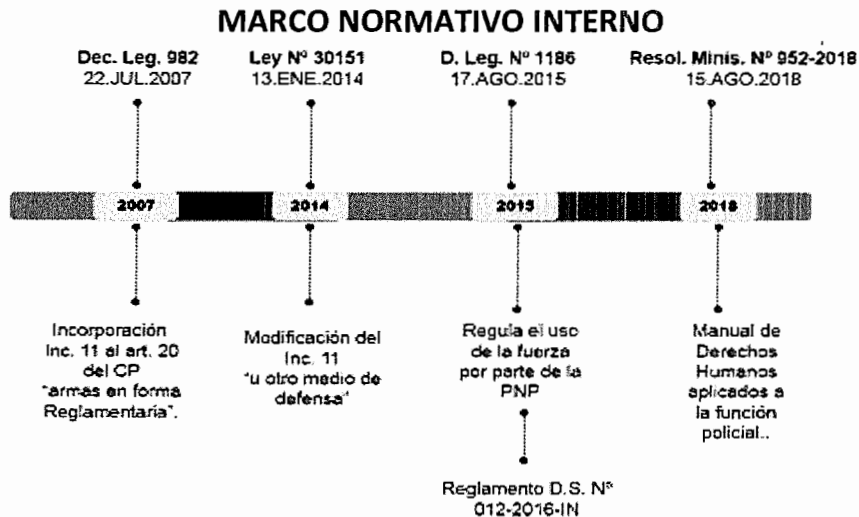 MARCO NORMATIVO INTERNO
Dec. Leg. 982
22.JUL.2007
Ley Nº 30151
13.ENE.2014
D. Leg. Nº 1186
17.AGO.2015
Resol. Minis. Nº 952-2018
15.AGO.2018
2007
2014
2015
2018
Incorporación
Inc. 11 al art. 20
del CP
"armas en forma
Reglamentaria".
Modificación del
Inc. 11
"u otro medio de
defensa"
Regula el uso
de la fuerza
por parte de la
PNP
Manual de
Derechos
Humanos
aplicados a
la función
policial..
Reglamento D.S. Nº
012-2016-IN